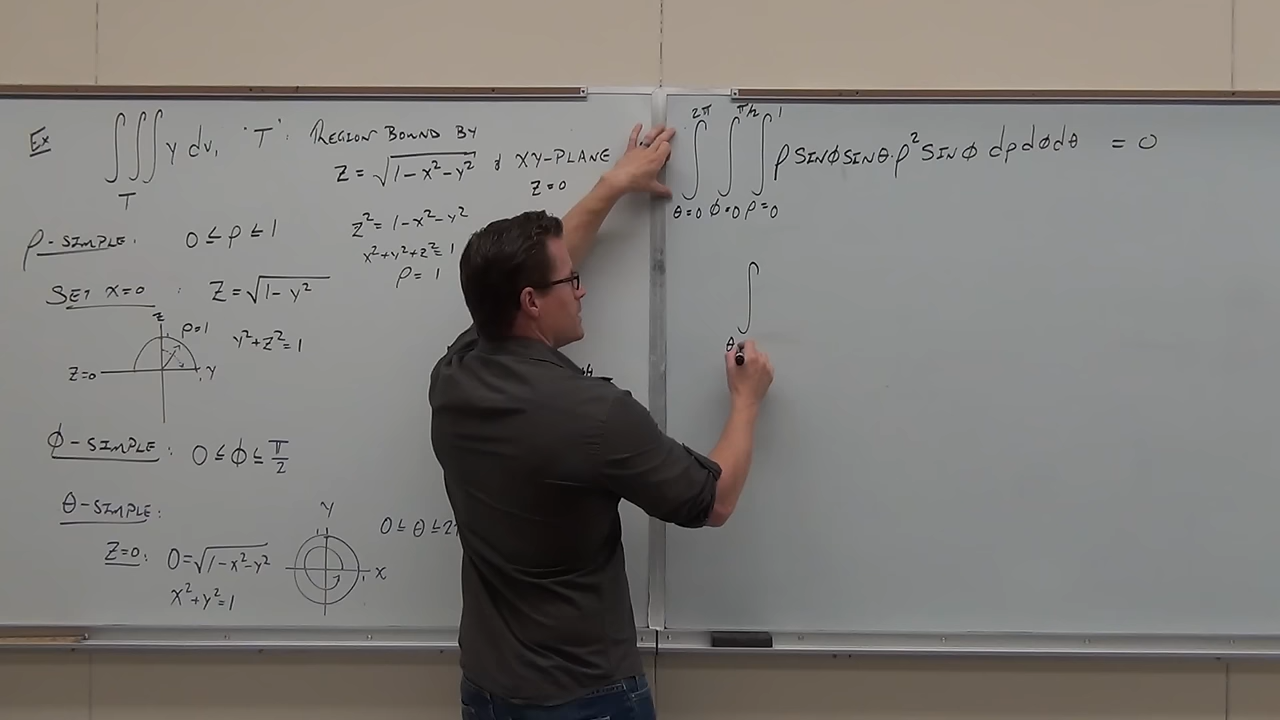 Ex ∭_T y dv, 'T': REGION BOUND BY
z = √(1-x²-y²) & XY-PLANE
z=0
z² = 1-x²-y²
x²+y²+z² = 1
ρ = 1
ρ-SIMPLE: 0 ≤ ρ ≤ 1
SET x=0 : z = √(1-y²)
y²+z²=1
z
ρ=1
z=0
y
φ-SIMPLE: 0 ≤ φ ≤ π/2
θ-SIMPLE:
z=0: 0=√(1-x²-y²)
x²+y²=1
y
x
0 ≤ θ ≤ 2
∫_{θ=0}^{2π} ∫_{φ=0}^{π/2} ∫_{ρ=0}^{1} ρ SINφ SINθ·ρ² SINφ dρ dφ dθ = 0
∫
θ